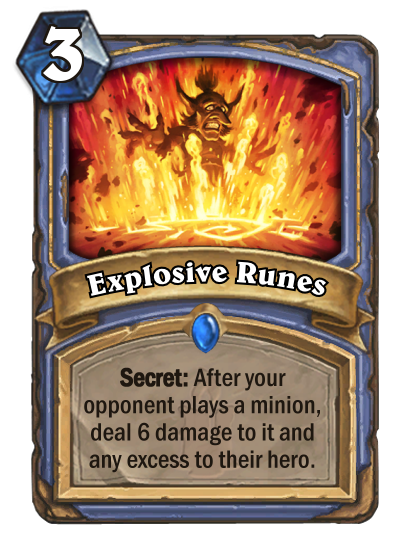 3
Explosive Runes
Secret: After your
opponent plays a minion,
deal 6 damage to it and
any excess to their hero.